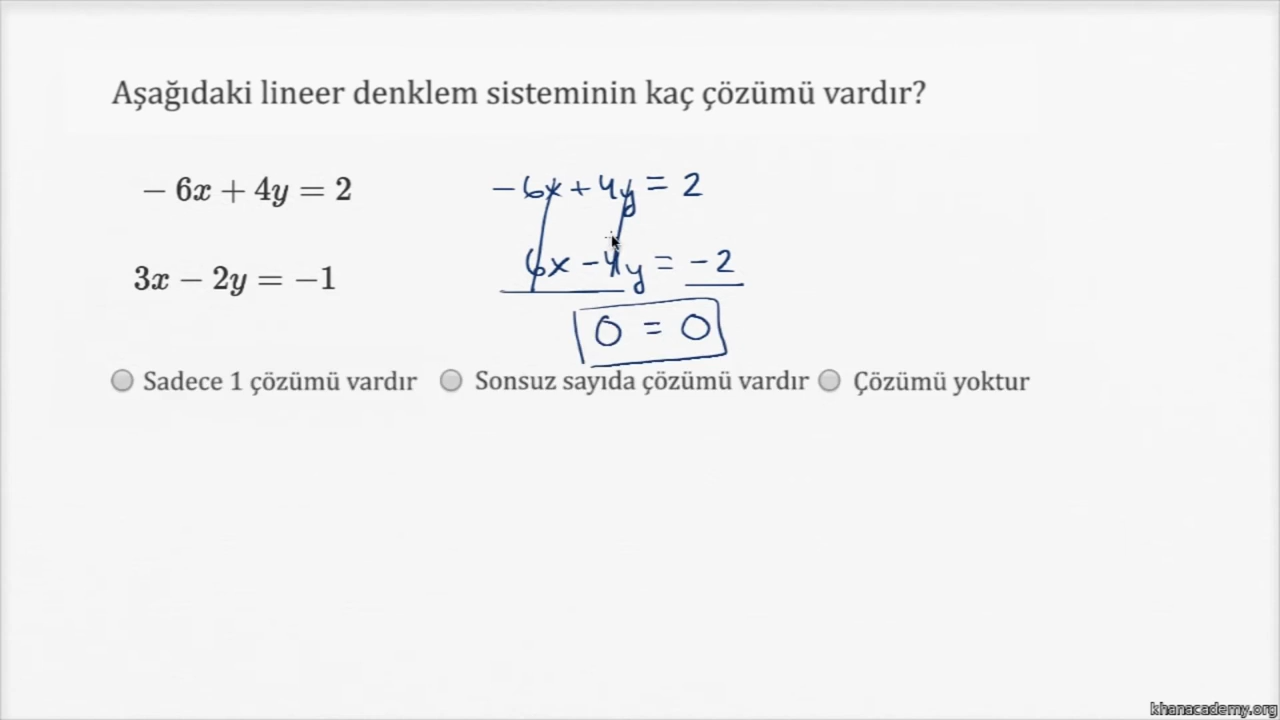 Aşağıdaki lineer denklem sisteminin kaç çözümü vardır?
− 6x + 4y = 2
3x − 2y = −1
−6x + 4y = 2
6x − 4y = −2
0 = 0
Sadece 1 çözümü vardır Sonsuz sayıda çözümü vardır Çözümü yoktur
khanacademy.org